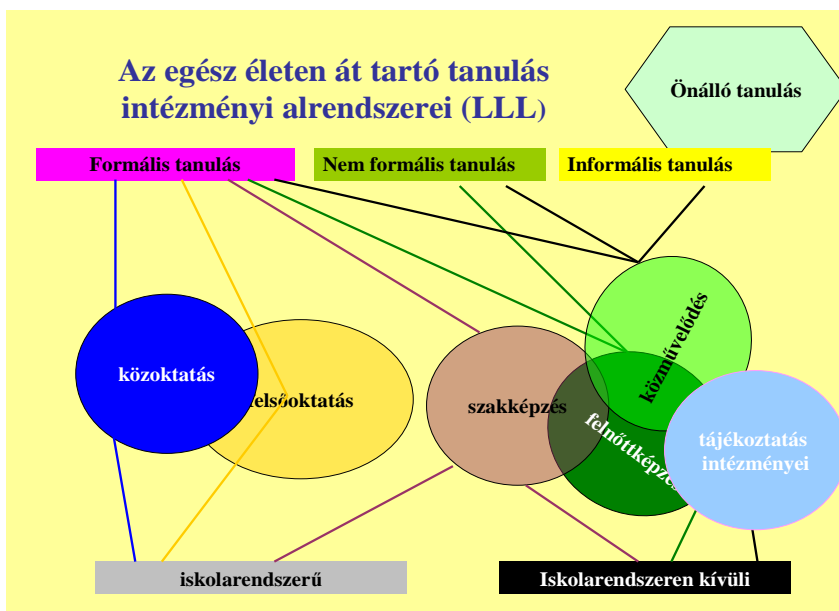 Az egész életen át tartó tanulás
intézményi alrendszerei (LLL)
Önálló tanulás
Formális tanulás
Nem formális tanulás
Informális tanulás
közoktatás
felsőoktatás
szakképzés
közművelődés
felnőttképzés
tájékoztatás
intézményei
iskolarendszerű
Iskolarendszeren kívüli